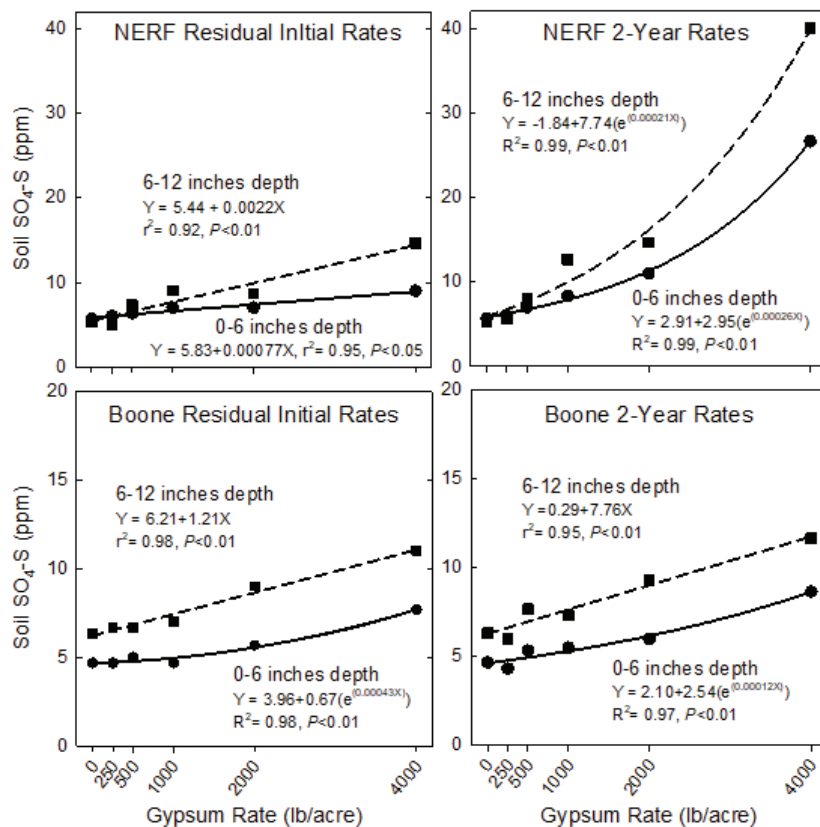 NERF Residual Initial Rates
40
30
20
10
0
Soil SO4-S (ppm)
6-12 inches depth
Y = 5.44 + 0.0022X
r² = 0.92, P<0.01
0-6 inches depth
Y = 5.83+0.00077X, r² = 0.95, P<0.05
NERF 2-Year Rates
40
30
20
10
0
6-12 inches depth
Y = -1.84+7.74(e^(0.00021X))
R² = 0.99, P<0.01
0-6 inches depth
Y = 2.91+2.95(e^(0.00026X))
R² = 0.99, P<0.01
Boone Residual Initial Rates
20
15
10
5
0
Soil SO4-S (ppm)
6-12 inches depth
Y = 6.21+1.21X
r² = 0.98, P<0.01
0-6 inches depth
Y = 3.96+0.67(e^(0.00043X))
R² = 0.98, P<0.01
0
250
500
1000
2000
4000
Gypsum Rate (lb/acre)
Boone 2-Year Rates
20
15
10
5
0
6-12 inches depth
Y = 0.29+7.76X
r² = 0.95, P<0.01
0-6 inches depth
Y = 2.10+2.54(e^(0.00012X))
R² = 0.97, P<0.01
0
250
500
1000
2000
4000
Gypsum Rate (lb/acre)